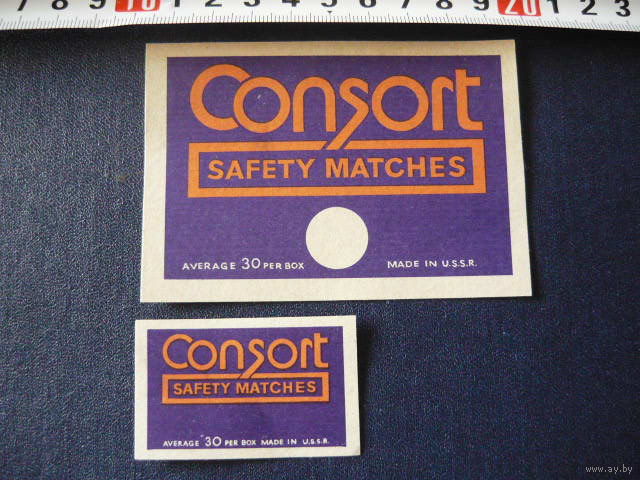 7 8 9 10 1 2 3 4 5 6 7 8 9 20 1 2 3
Consort
SAFETY MATCHES
AVERAGE 30 PER BOX MADE IN U.S.S.R.
Consort
SAFETY MATCHES
AVERAGE 30 PER BOX MADE IN U.S.S.R.
www.ay.by